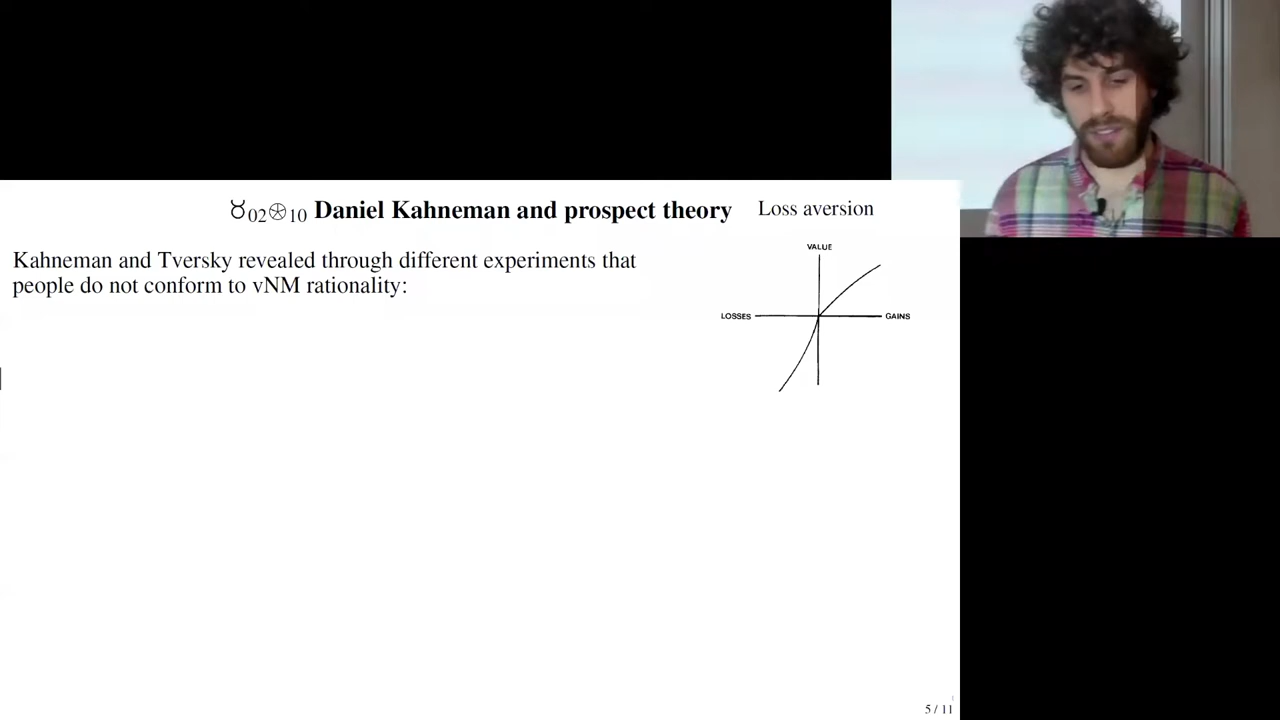 ♉02⊛10 Daniel Kahneman and prospect theory Loss aversion
Kahneman and Tversky revealed through different experiments that
people do not conform to vNM rationality:
VALUE
LOSSES
GAINS
5 / 11